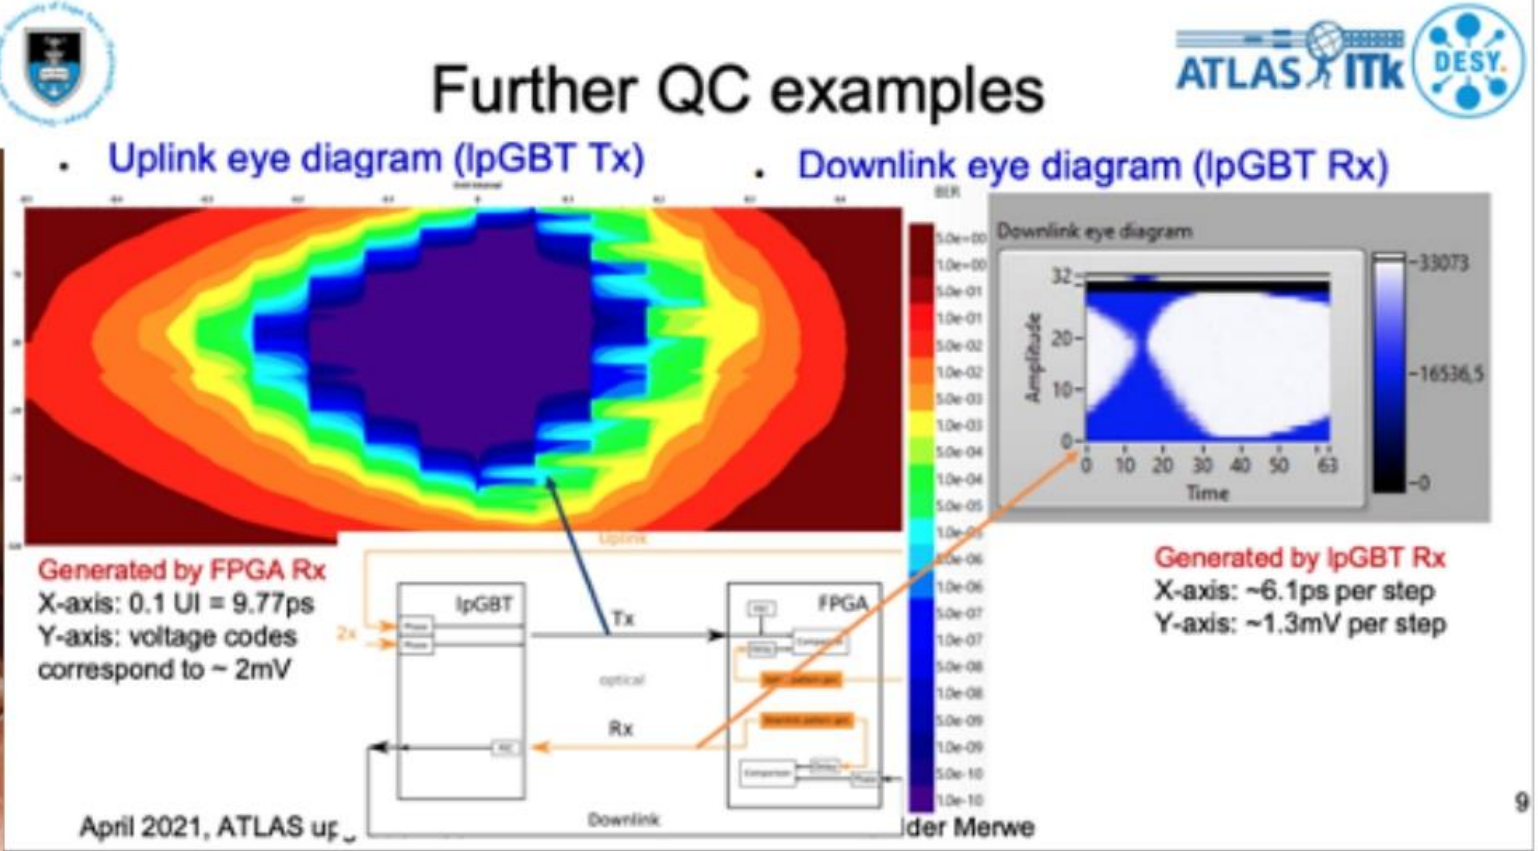 Further QC examples
ATLAS ITk
DESY.
. Uplink eye diagram (lpGBT Tx)
. Downlink eye diagram (lpGBT Rx)
BER
5.0e+00
1.0e+00
5.0e-01
1.0e-01
5.0e-02
1.0e-02
5.0e-03
1.0e-03
5.0e-04
1.0e-04
5.0e-05
1.0e-05
e-06
1.0e-06
5.0e-07
1.0e-07
5.0e-08
1.0e-08
5.0e-09
1.0e-09
5.0e-10
1.0e-10
Downlink eye diagram
32
20
10
0
Amplitude
0 10 20 30 40 50 63
Time
33073
16536,5
0
Generated by FPGA Rx
X-axis: 0.1 UI = 9.77ps
Y-axis: voltage codes
correspond to ~ 2mV
Uplink
lpGBT
FPGA
Tx
2x
optical
Rx
Downlink
Generated by lpGBT Rx
X-axis: ~6.1ps per step
Y-axis: ~1.3mV per step
9
April 2021, ATLAS up
der Merwe